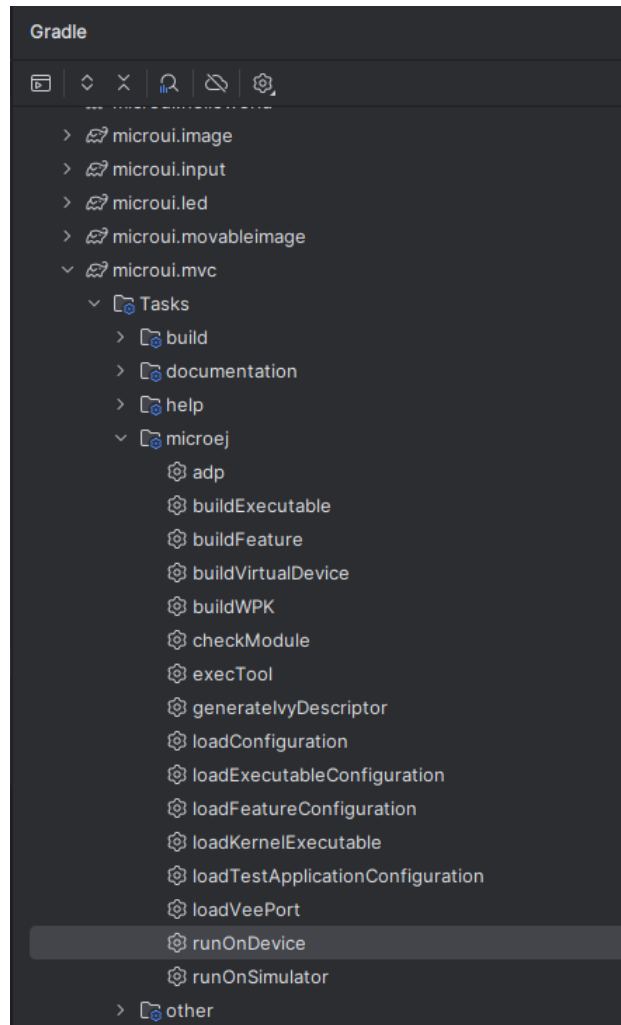 Gradle
microui.image
microui.input
microui.led
microui.movableimage
microui.mvc
Tasks
build
documentation
help
microej
adp
buildExecutable
buildFeature
buildVirtualDevice
buildWPK
checkModule
execTool
generateIvyDescriptor
loadConfiguration
loadExecutableConfiguration
loadFeatureConfiguration
loadKernelExecutable
loadTestApplicationConfiguration
loadVeePort
runOnDevice
runOnSimulator
other